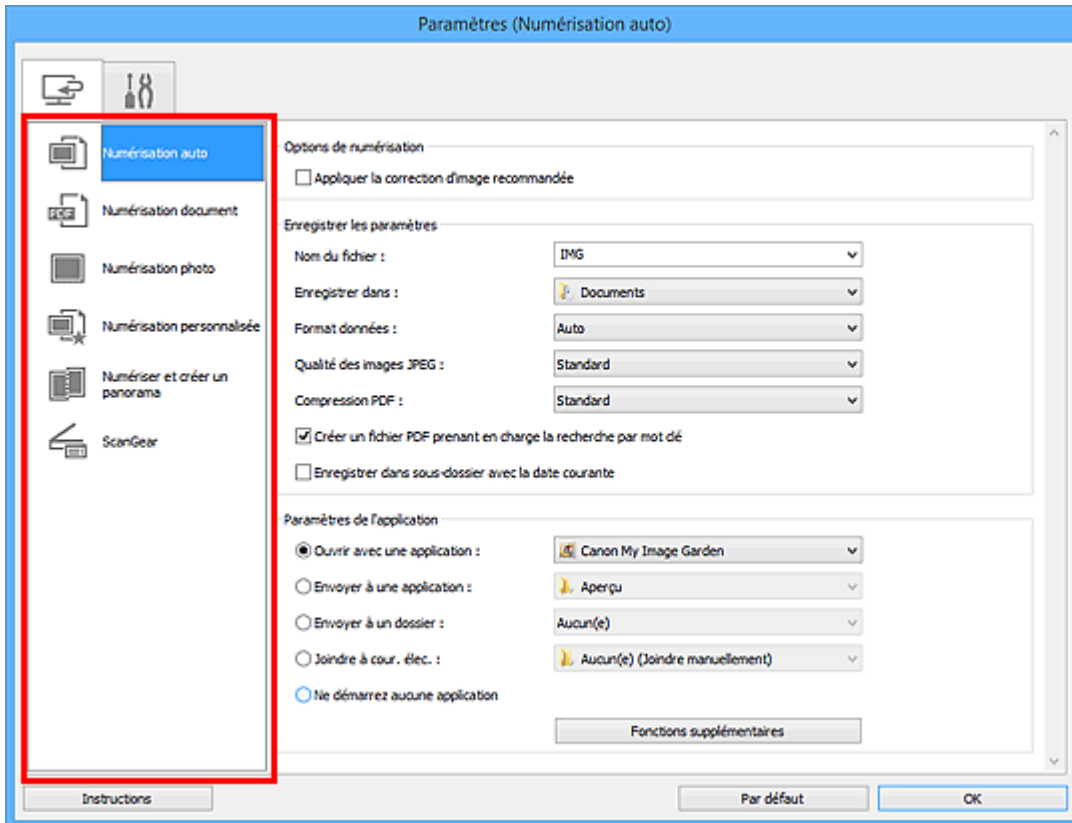 Paramètres (Numérisation auto)
Numérisation auto
Numérisation document
PDF
Numérisation photo
Numérisation personnalisée
Numériser et créer un
panorama
ScanGear
Options de numérisation
Appliquer la correction d'image recommandée
Enregistrer les paramètres
Nom du fichier : IMG
Enregistrer dans : Documents
Format données : Auto
Qualité des images JPEG : Standard
Compression PDF : Standard
Créer un fichier PDF prenant en charge la recherche par mot clé
Enregistrer dans sous-dossier avec la date courante
Paramètres de l'application
Ouvrir avec une application : Canon My Image Garden
Envoyer à une application : Aperçu
Envoyer à un dossier : Aucun(e)
Joindre à cour. élec. : Aucun(e) (Joindre manuellement)
Ne démarrez aucune application
Fonctions supplémentaires
Instructions
Par défaut
OK